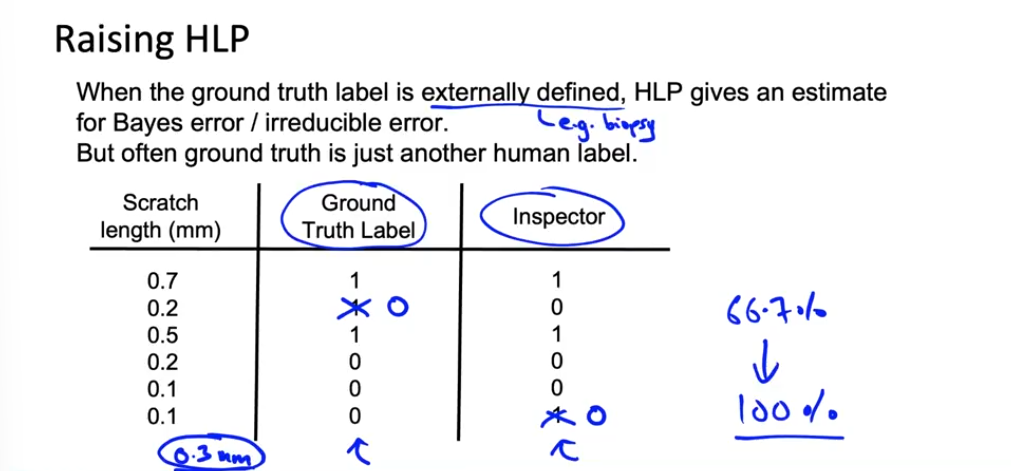 Raising HLP
When the ground truth label is externally defined, HLP gives an estimate
for Bayes error / irreducible error.
e.g. biopsy
But often ground truth is just another human label.
Scratch length (mm) Ground Truth Label Inspector
0.7 1 1
0.2 1 0 0
0.5 1 1
0.2 0 0
0.1 0 0
0.1 0 1 0
0.3 mm
66.7%
100%